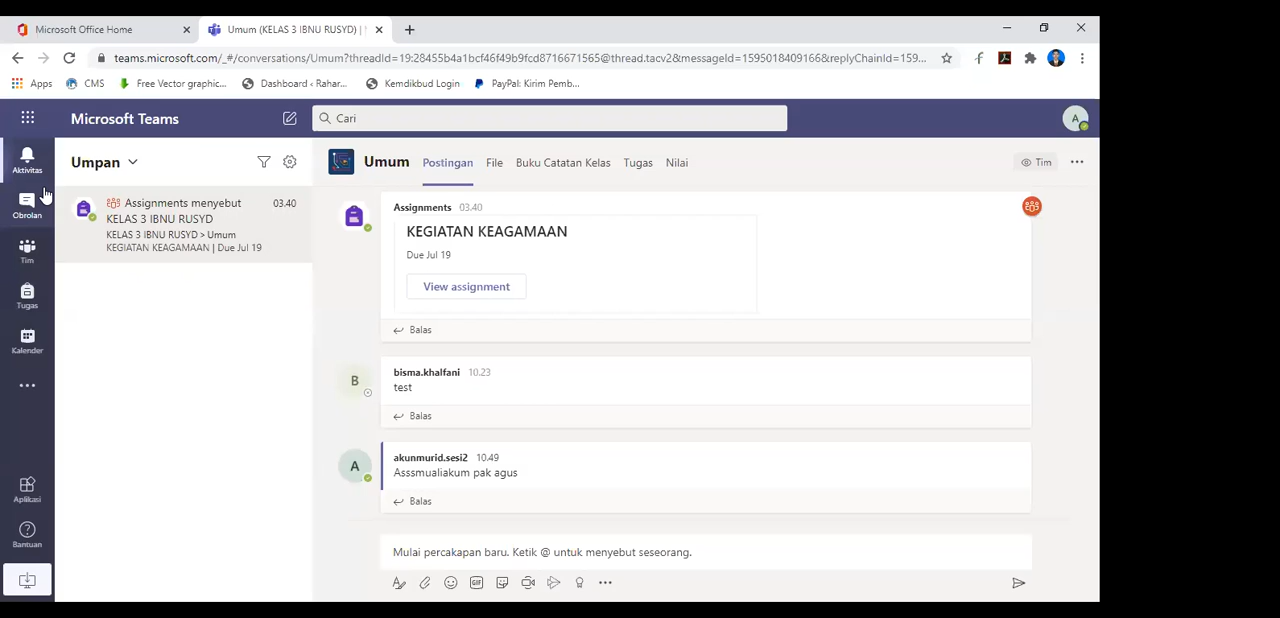 Microsoft Office Home
Umum (KELAS 3 IBNU RUSYD) |
teams.microsoft.com/_#/conversations/Umum?threadId=19:28455b4a1bcf46f49b9fcd8716671565@thread.tacv2&messageId=1595018409166&replyChainId=159...
Apps
CMS
Free Vector graphic...
Dashboard ‹ Rahar...
Kemdikbud Login
PayPal: Kirim Pemb...
Microsoft Teams
Cari
A
Aktivitas
Obrolan
Tim
Tugas
Kalender
Aplikasi
Bantuan
Umpan
Assignments menyebut
03.40
KELAS 3 IBNU RUSYD
KELAS 3 IBNU RUSYD > Umum
KEGIATAN KEAGAMAAN | Due Jul 19
Umum
Postingan
File
Buku Catatan Kelas
Tugas
Nilai
Tim
Assignments 03.40
KEGIATAN KEAGAMAAN
Due Jul 19
View assignment
Balas
B
bisma.khalfani 10.23
test
Balas
A
akunmurid.sesi2 10.49
Asssmualiakum pak agus
Balas
Mulai percakapan baru. Ketik @ untuk menyebut seseorang.
GIF